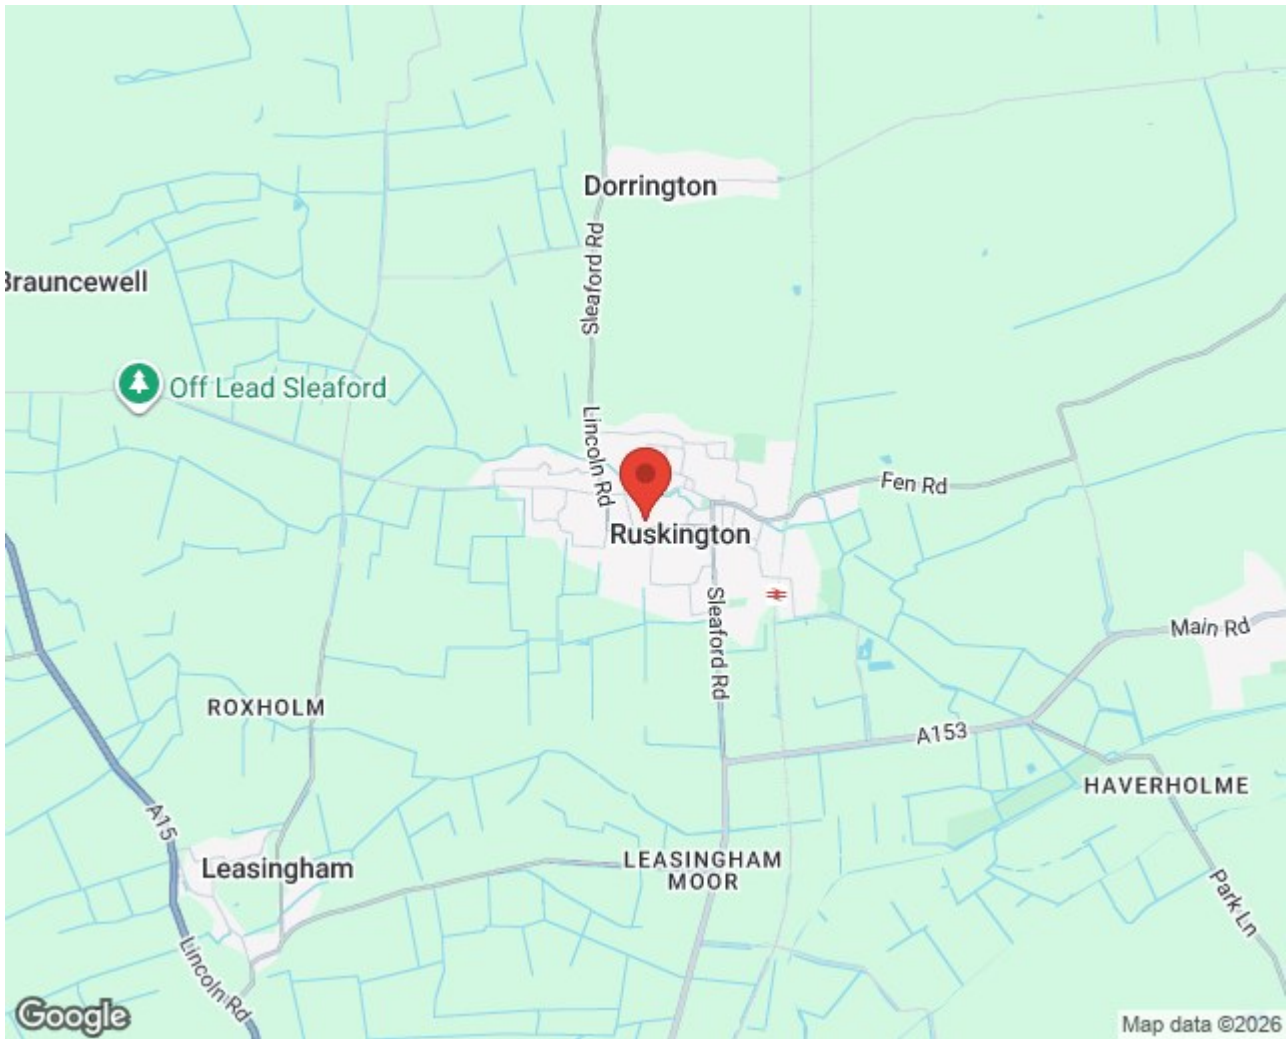 Dorrington
Sleaford Rd
Brauncewell
Off Lead Sleaford
Lincoln Rd
Fen Rd
Ruskington
Sleaford Rd
Main Rd
ROXHOLM
A153
HAVERHOLME
A15
Leasingham
LEASINGHAM
MOOR
Park Ln
Lincoln Rd
Google
Map data ©2026